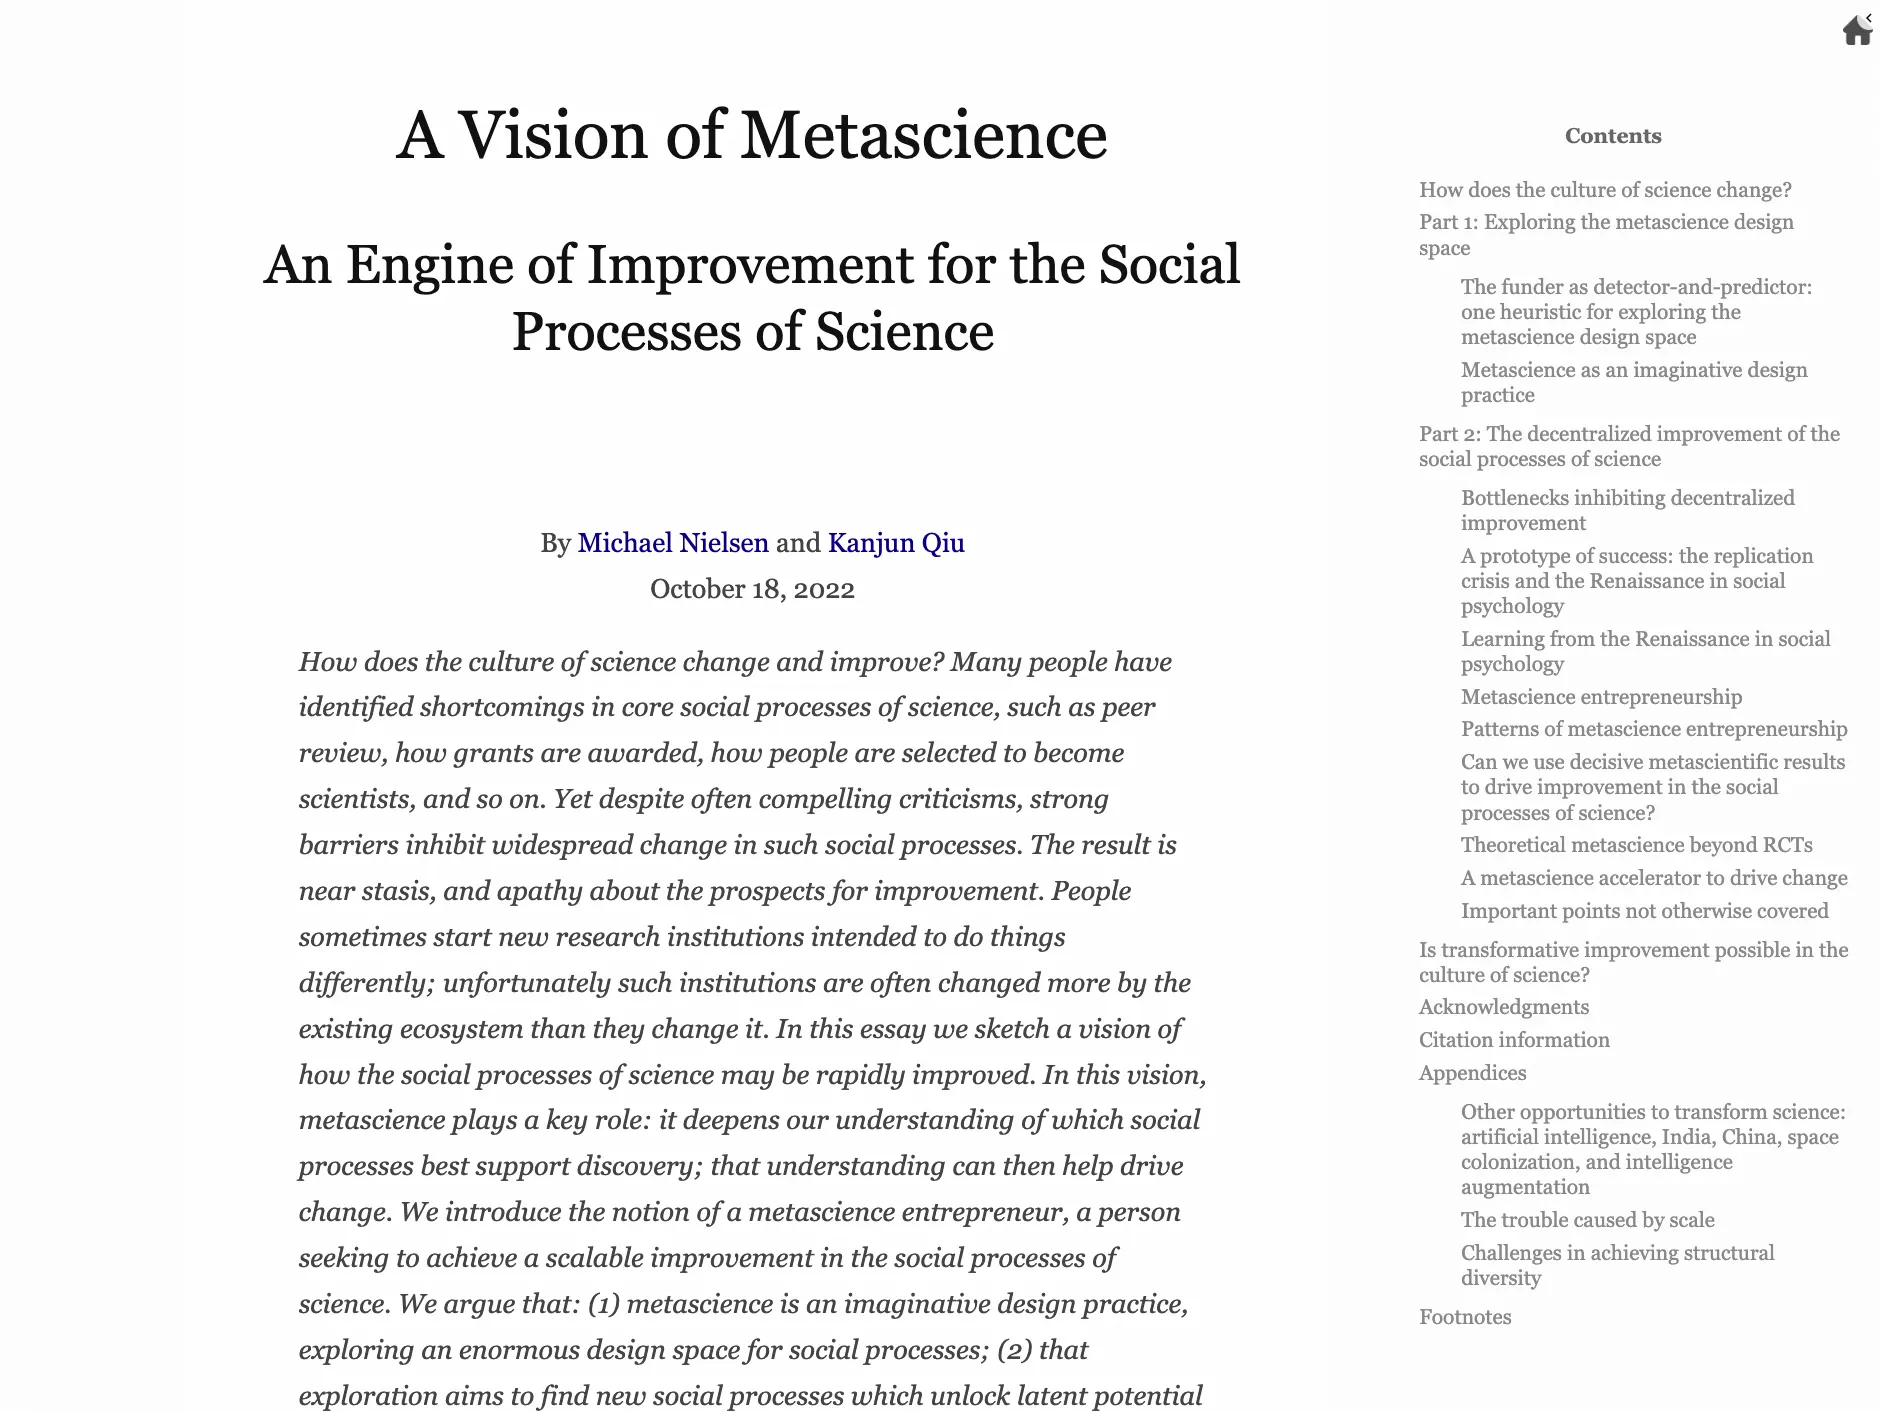 A Vision of Metascience
An Engine of Improvement for the Social
Processes of Science
By Michael Nielsen and Kanjun Qiu
October 18, 2022
How does the culture of science change and improve? Many people have
identified shortcomings in core social processes of science, such as peer
review, how grants are awarded, how people are selected to become
scientists, and so on. Yet despite often compelling criticisms, strong
barriers inhibit widespread change in such social processes. The result is
near stasis, and apathy about the prospects for improvement. People
sometimes start new research institutions intended to do things
differently; unfortunately such institutions are often changed more by the
existing ecosystem than they change it. In this essay we sketch a vision of
how the social processes of science may be rapidly improved. In this vision,
metascience plays a key role: it deepens our understanding of which social
processes best support discovery; that understanding can then help drive
change. We introduce the notion of a metascience entrepreneur, a person
seeking to achieve a scalable improvement in the social processes of
science. We argue that: (1) metascience is an imaginative design practice,
exploring an enormous design space for social processes; (2) that
exploration aims to find new social processes which unlock latent potential
Contents
How does the culture of science change?
Part 1: Exploring the metascience design
space
The funder as detector-and-predictor:
one heuristic for exploring the
metascience design space
Metascience as an imaginative design
practice
Part 2: The decentralized improvement of the
social processes of science
Bottlenecks inhibiting decentralized
improvement
A prototype of success: the replication
crisis and the Renaissance in social
psychology
Learning from the Renaissance in social
psychology
Metascience entrepreneurship
Patterns of metascience entrepreneurship
Can we use decisive metascientific results
to drive improvement in the social
processes of science?
Theoretical metascience beyond RCTs
A metascience accelerator to drive change
Important points not otherwise covered
Is transformative improvement possible in the
culture of science?
Acknowledgments
Citation information
Appendices
Other opportunities to transform science:
artificial intelligence, India, China, space
colonization, and intelligence
augmentation
The trouble caused by scale
Challenges in achieving structural
diversity
Footnotes